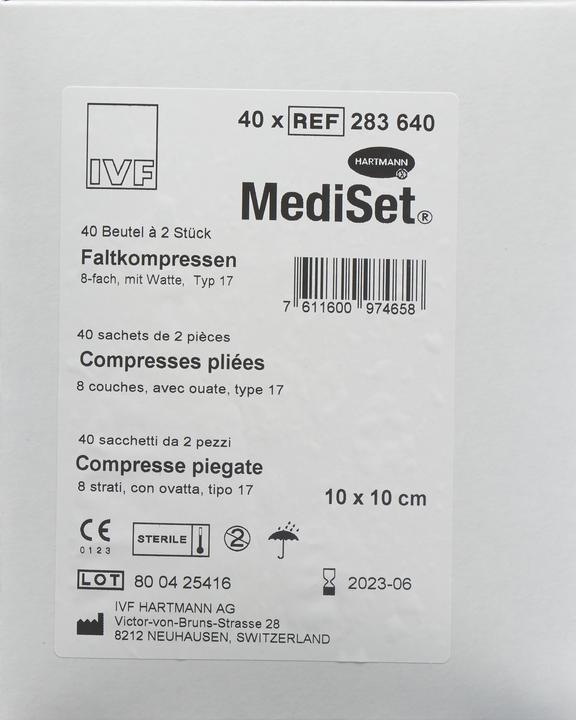 IVF
40 x REF 283 640
HARTMANN
MediSet®
40 Beutel à 2 Stück
Faltkompressen
8-fach, mit Watte, Typ 17
7 611600 974658
40 sachets de 2 pièces
Compresses pliées
8 couches, avec ouate, type 17
40 sacchetti da 2 pezzi
Compresse piegate
8 strati, con ovatta, tipo 17
10 x 10 cm
CE
0123
STERILE
2
LOT 80 04 25416
2023-06
IVF HARTMANN AG
Victor-von-Bruns-Strasse 28
8212 NEUHAUSEN, SWITZERLAND